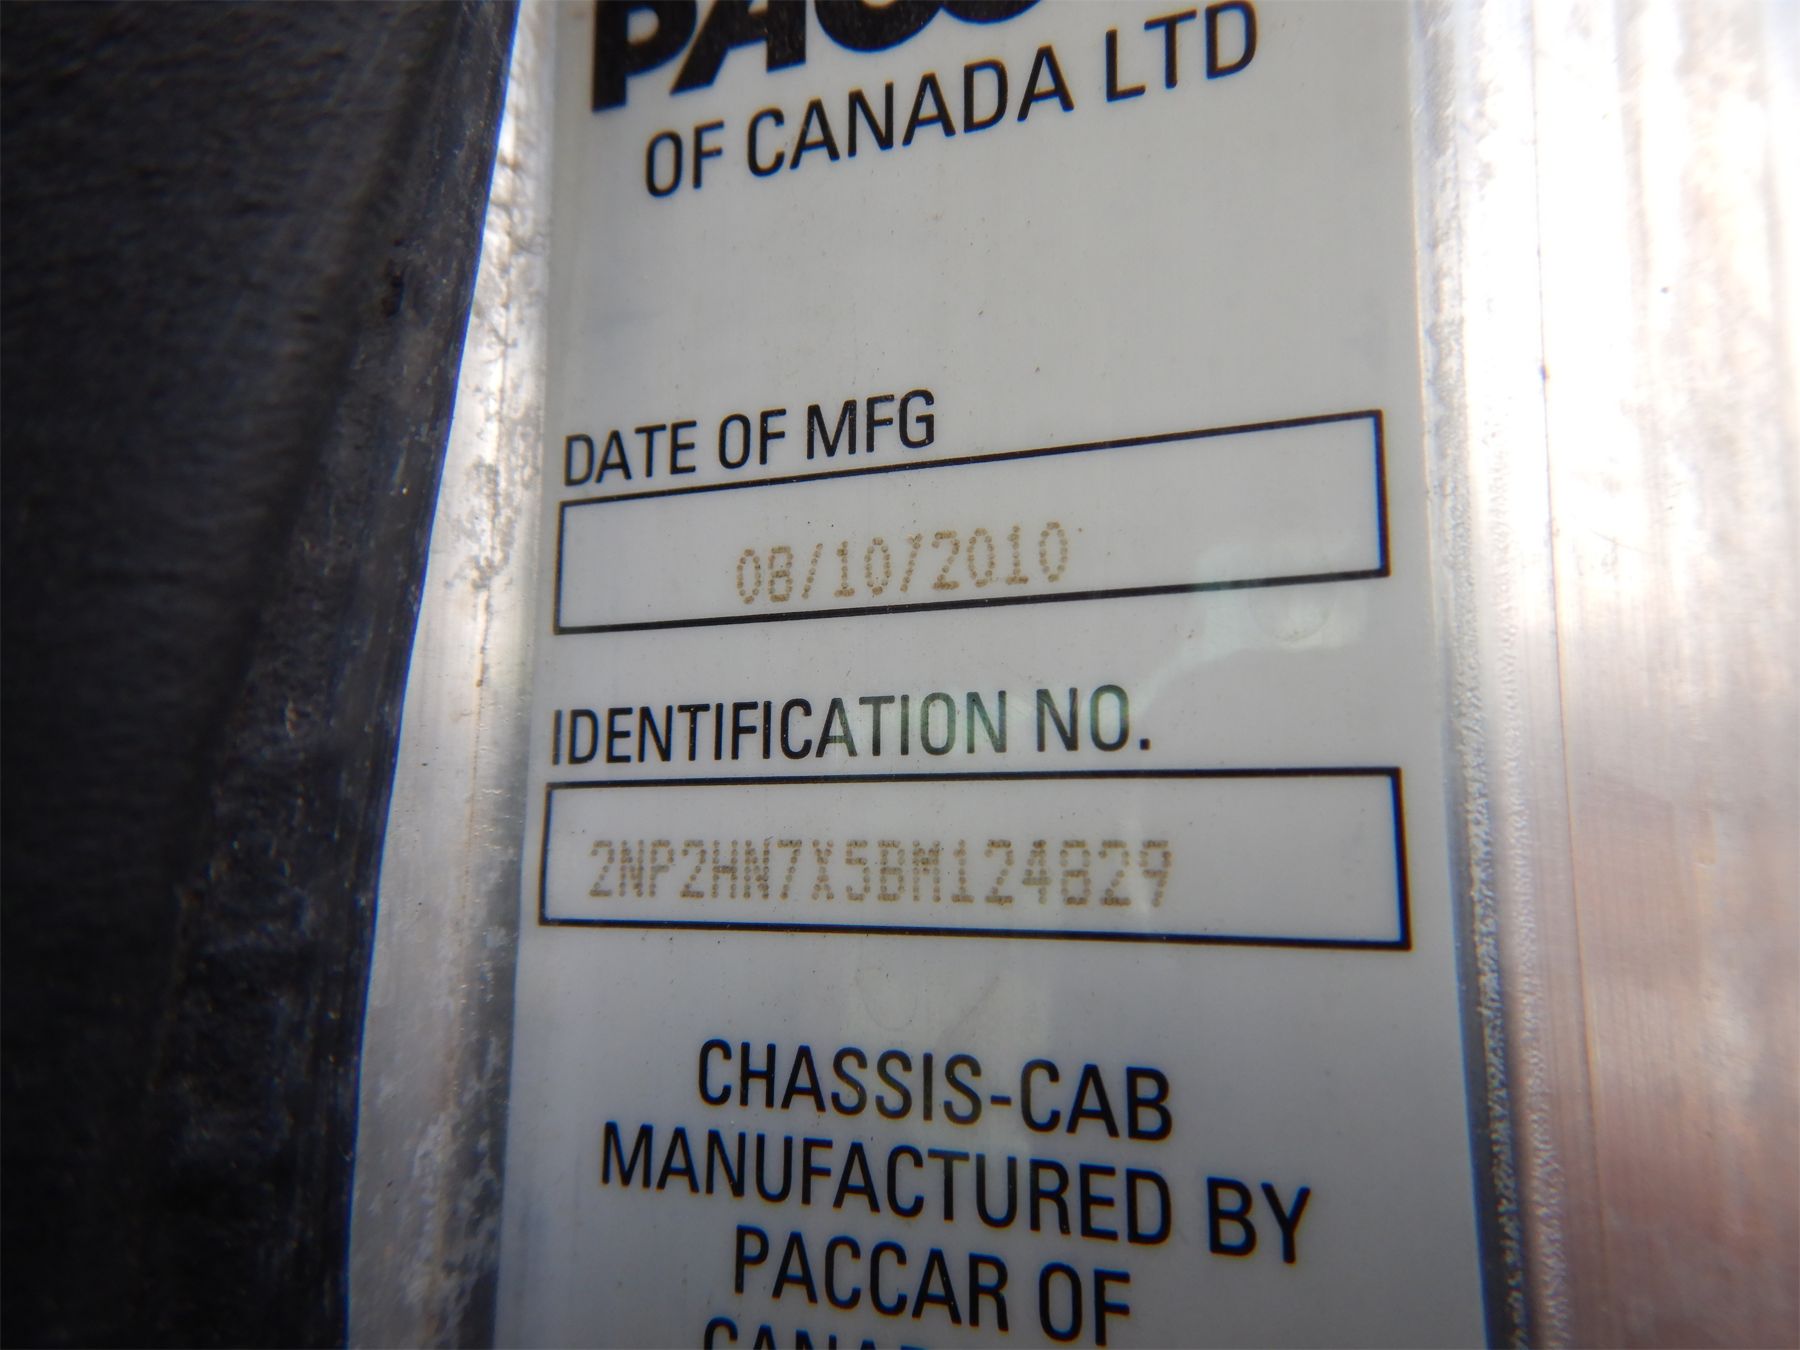 OF CANADA LTD
DATE OF MFG
08/10/2010
IDENTIFICATION NO.
2NP2HN7X5BM124829
CHASSIS-CAB
MANUFACTURED BY
PACCAR OF